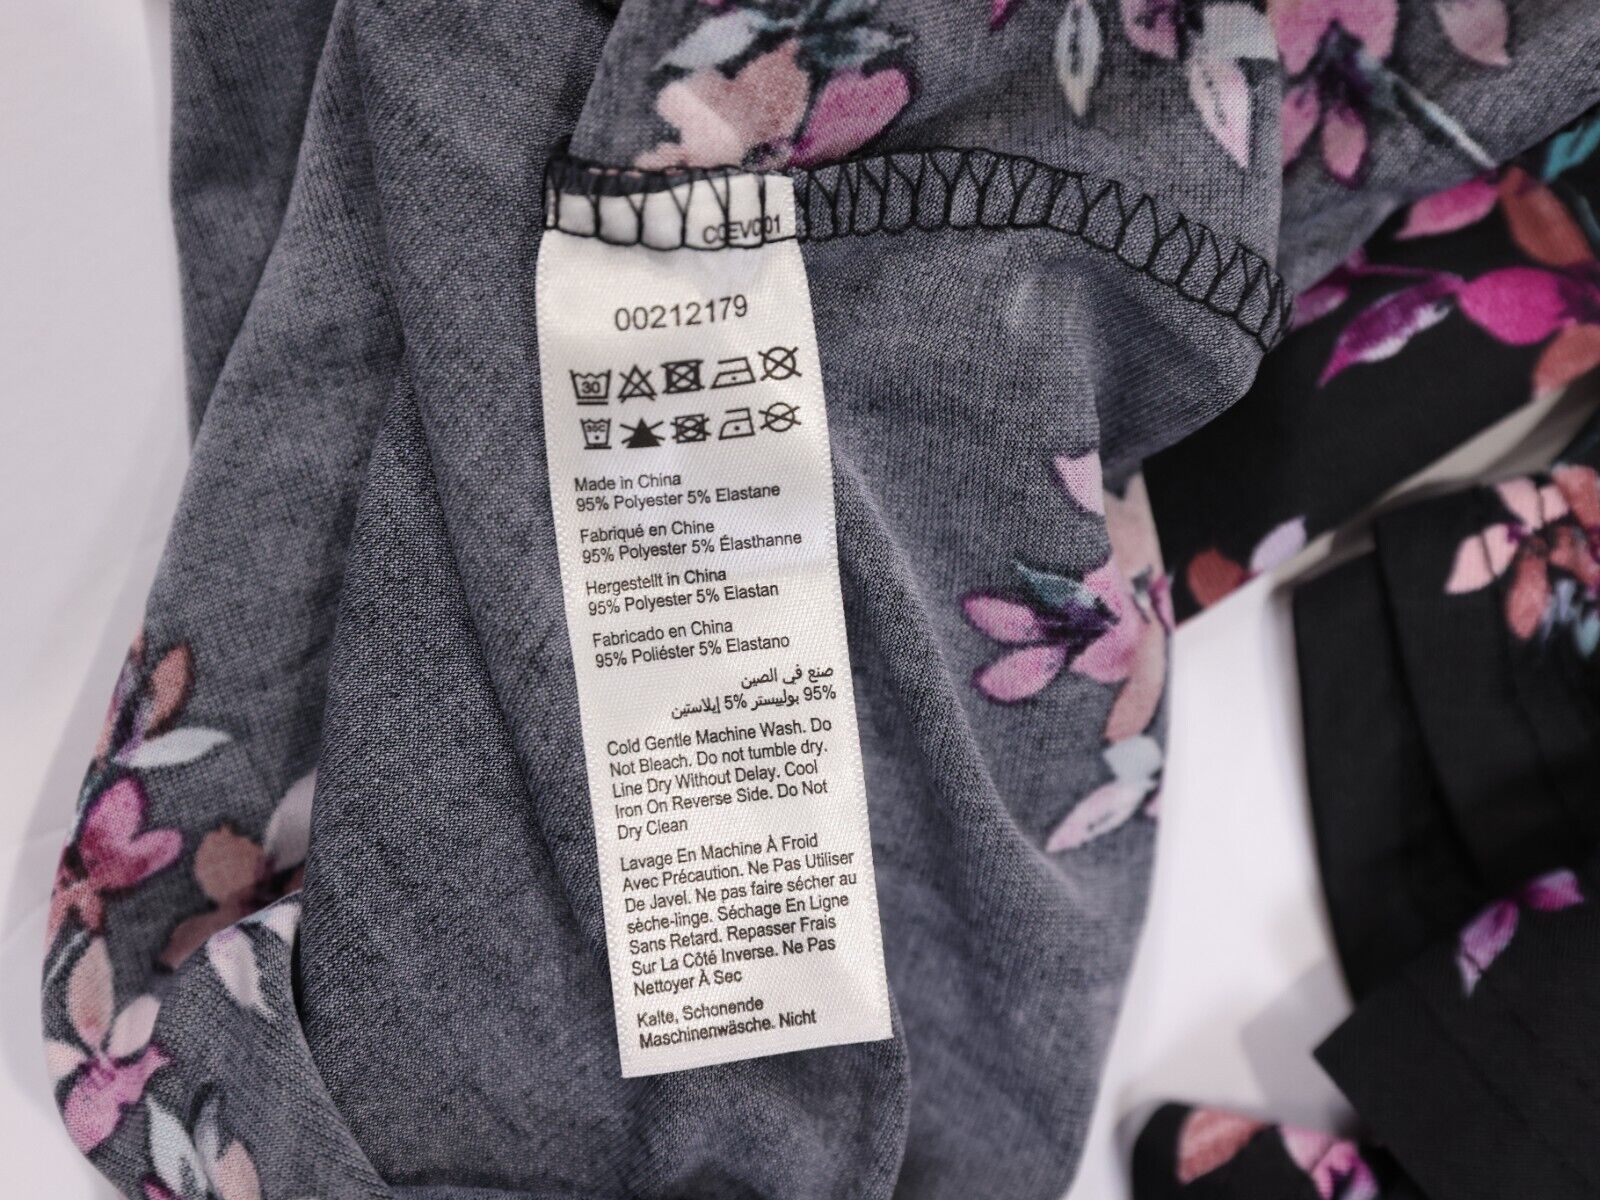 CCEVC01
00212179
30
Made in China
95% Polyester 5% Elastane
Fabriqué en Chine
95% Polyester 5% Élasthanne
Hergestellt in China
95% Polyester 5% Elastan
Fabricado en China
95% Poliéster 5% Elastano
صنع في الصين
95% بوليستر 5% إيلاستين
Cold Gentle Machine Wash. Do
Not Bleach. Do not tumble dry.
Line Dry Without Delay. Cool
Iron On Reverse Side. Do Not
Dry Clean
Lavage En Machine À Froid
Avec Précaution. Ne Pas Utiliser
De Javel. Ne pas faire sécher au
sèche-linge. Séchage En Ligne
Sans Retard. Repasser Frais
Sur La Côté Inverse. Ne Pas
Nettoyer À Sec
Kalte, Schonende
Maschinenwäsche. Nicht